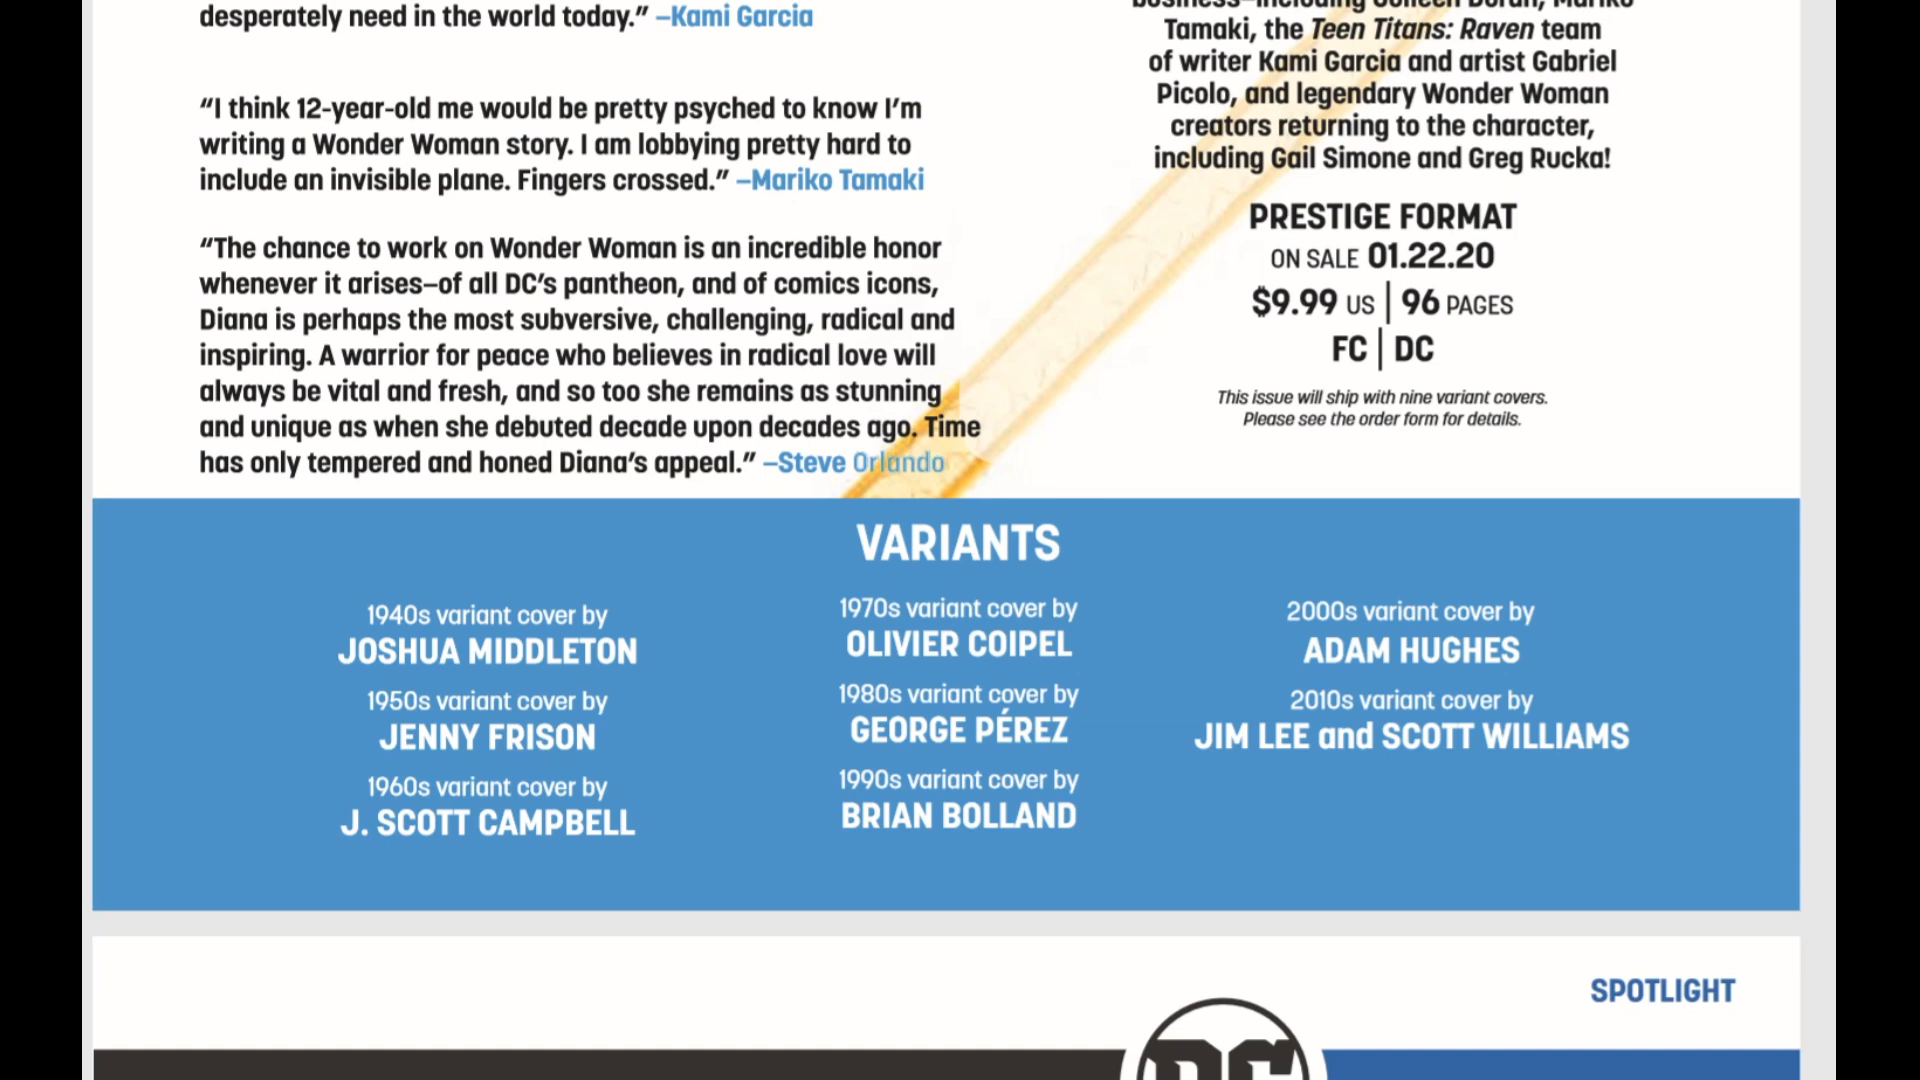 desperately need in the world today.” –Kami Garcia
“I think 12-year-old me would be pretty psyched to know I’m
writing a Wonder Woman story. I am lobbying pretty hard to
include an invisible plane. Fingers crossed.” –Mariko Tamaki
“The chance to work on Wonder Woman is an incredible honor
whenever it arises–of all DC’s pantheon, and of comics icons,
Diana is perhaps the most subversive, challenging, radical and
inspiring. A warrior for peace who believes in radical love will
always be vital and fresh, and so too she remains as stunning
and unique as when she debuted decade upon decades ago. Time
has only tempered and honed Diana’s appeal.” –Steve Orlando
business–including Colleen Doran, Mariko
Tamaki, the Teen Titans: Raven team
of writer Kami Garcia and artist Gabriel
Picolo, and legendary Wonder Woman
creators returning to the character,
including Gail Simone and Greg Rucka!
PRESTIGE FORMAT
ON SALE 01.22.20
$9.99 US | 96 PAGES
FC | DC
This issue will ship with nine variant covers.
Please see the order form for details.
VARIANTS
1940s variant cover by
JOSHUA MIDDLETON
1950s variant cover by
JENNY FRISON
1960s variant cover by
J. SCOTT CAMPBELL
1970s variant cover by
OLIVIER COIPEL
1980s variant cover by
GEORGE PÉREZ
1990s variant cover by
BRIAN BOLLAND
2000s variant cover by
ADAM HUGHES
2010s variant cover by
JIM LEE and SCOTT WILLIAMS
SPOTLIGHT
DC